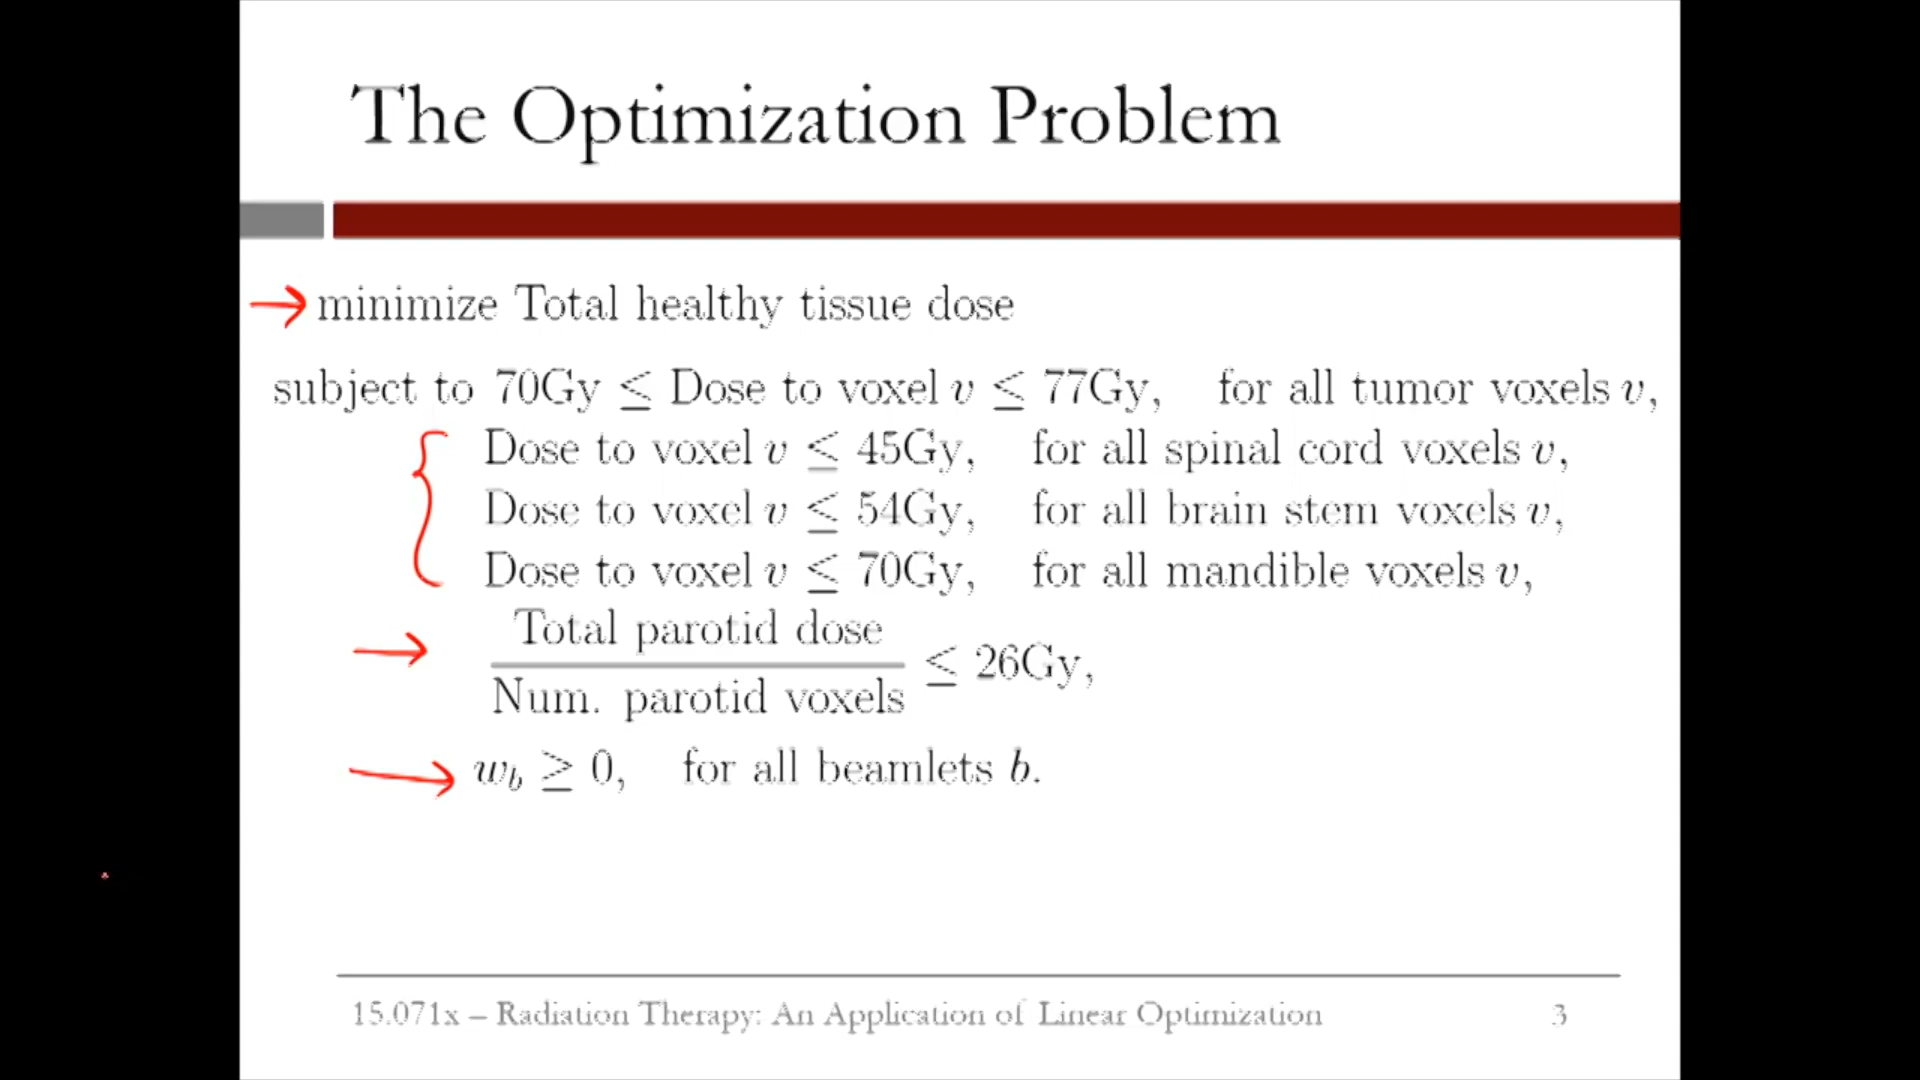 The Optimization Problem
minimize Total healthy tissue dose
subject to 70Gy ≤ Dose to voxel v ≤ 77Gy, for all tumor voxels v,
Dose to voxel v ≤ 45Gy, for all spinal cord voxels v,
Dose to voxel v ≤ 54Gy, for all brain stem voxels v,
Dose to voxel v ≤ 70Gy, for all mandible voxels v,
Total parotid dose
Num. parotid voxels
≤ 26Gy,
w_b ≥ 0, for all beamlets b.
15.071x – Radiation Therapy: An Application of Linear Optimization 3